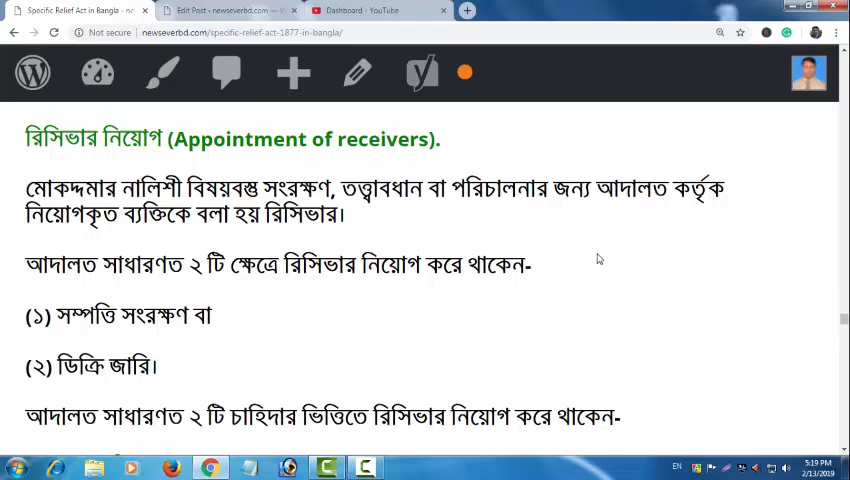 Specific Relief Act in Bangla - ne
Edit Post ‹ newseverbd.com — W
Dashboard - YouTube
Not secure | newseverbd.com/specific-relief-act-1877-in-bangla/
রিসিভার নিয়োগ (Appointment of receivers).
মোকদ্দমার নালিশী বিষয়বস্তু সংরক্ষণ, তত্ত্বাবধান বা পরিচালনার জন্য আদালত কর্তৃক
নিয়োগকৃত ব্যক্তিকে বলা হয় রিসিভার।
আদালত সাধারণত ২ টি ক্ষেত্রে রিসিভার নিয়োগ করে থাকেন-
(১) সম্পত্তি সংরক্ষণ বা
(২) ডিক্রি জারি।
আদালত সাধারণত ২ টি চাহিদার ভিত্তিতে রিসিভার নিয়োগ করে থাকেন-
EN
5:19 PM
2/13/2019